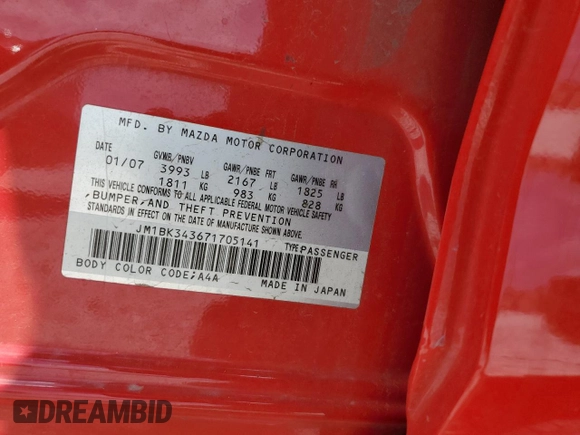 MFD. BY MAZDA MOTOR CORPORATION
DATE GVWR/PNBV GAWR/PNBE FRT GAWR/PNBE RR
01/07 3993 LB 2167 LB 1825 LB
1811 KG 983 KG 828 KG
THIS VEHICLE CONFORMS TO ALL APPLICABLE FEDERAL MOTOR VEHICLE SAFETY
,BUMPER,AND THEFT PREVENTION
STANDARDS IN EFFECT ON THE DATE OF MANUFACTURE SHOWN ABOVE.
JM1BK343671705141 TYPE:PASSENGER
BODY COLOR CODE:A4A MADE IN JAPAN
DREAMBID